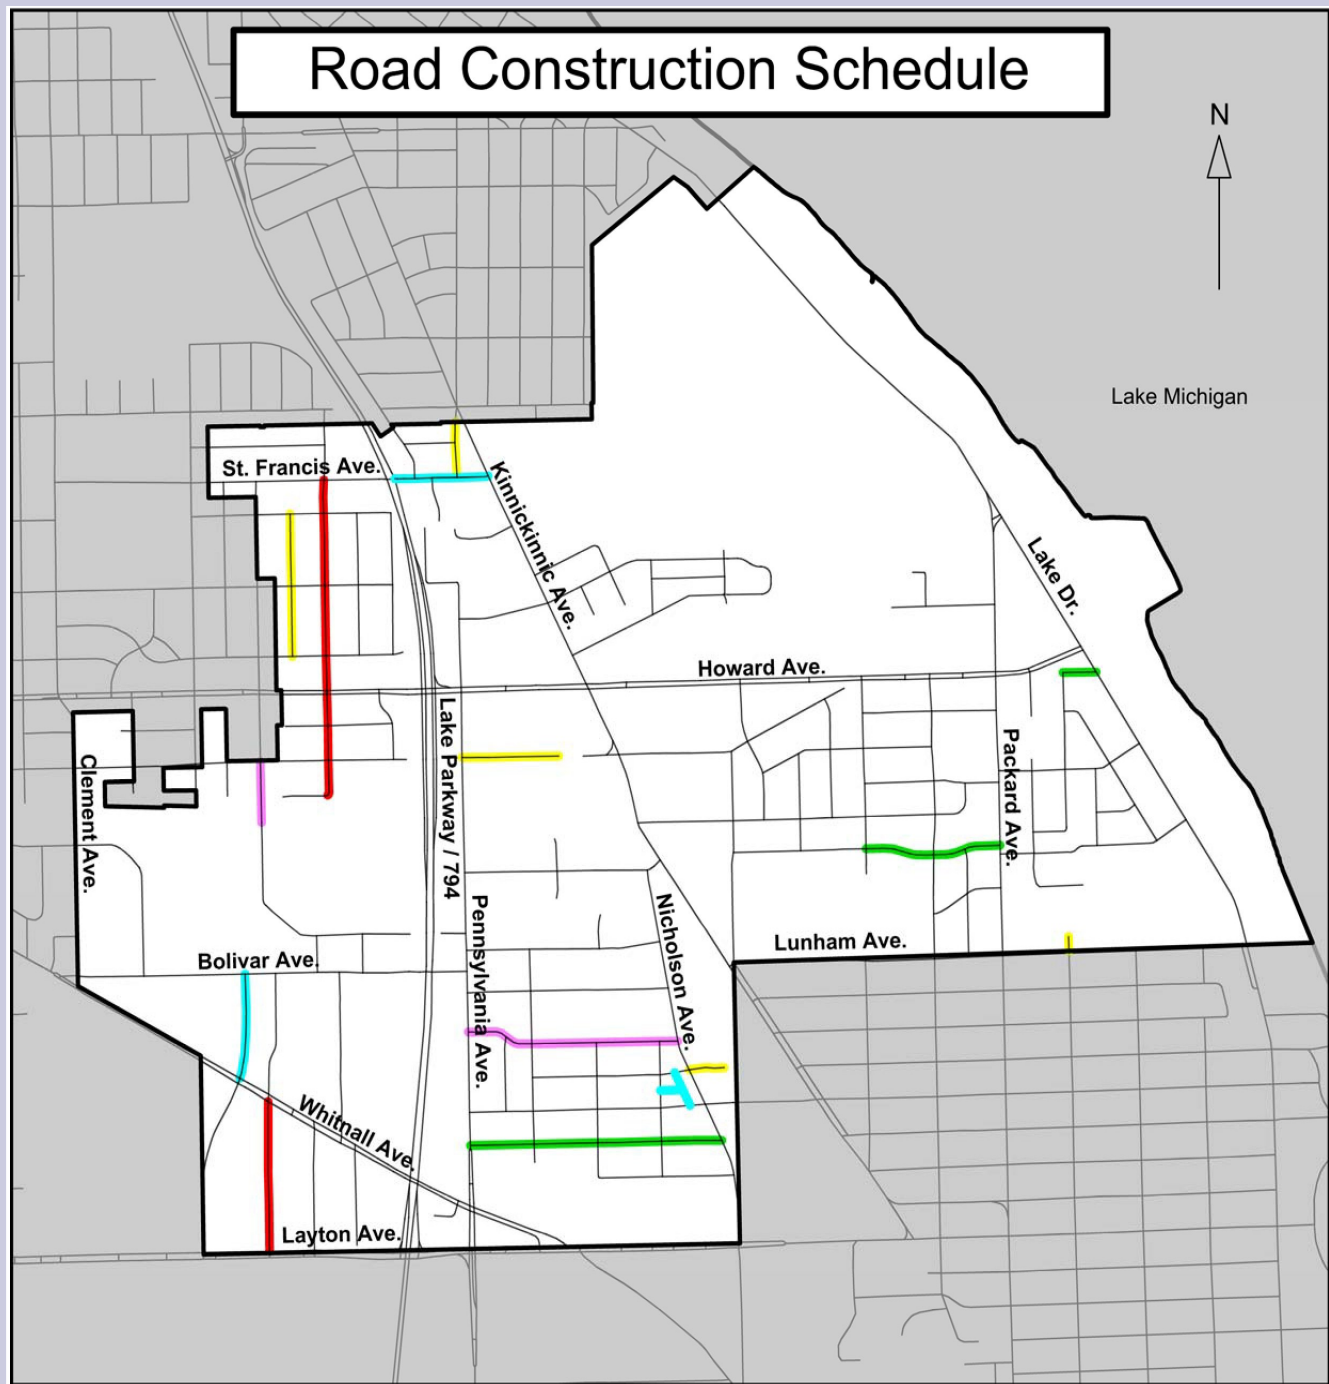 Road Construction Schedule
N
Lake Michigan
St. Francis Ave.
Kinnickinnic Ave.
Lake Dr.
Howard Ave.
Lake Parkway / 794
Packard Ave.
Clement Ave.
Pennsylvania Ave.
Nicholson Ave.
Lunham Ave.
Bolivar Ave.
Whitnall Ave.
Layton Ave.